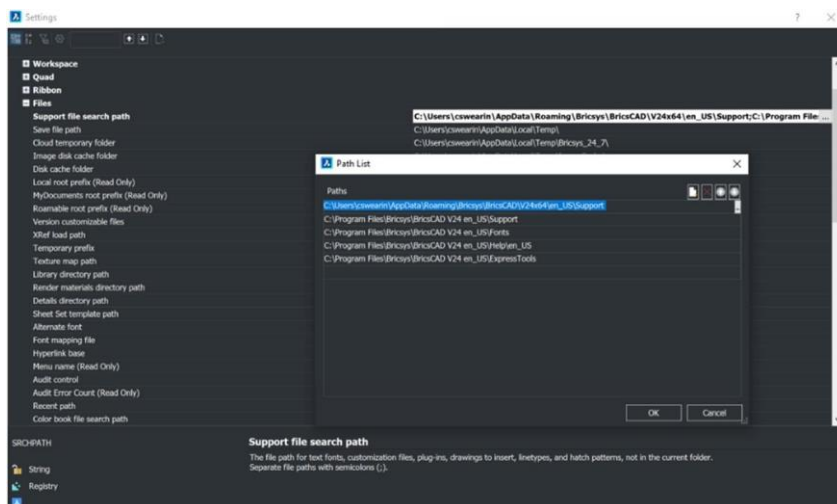 Settings
Workspace
Quad
Ribbon
Files
Support file search path C:\Users\cswearin\AppData\Roaming\Bricsys\BricsCAD\V24x64\en_US\Support;C:\Program File
Save file path C:\Users\cswearin\AppData\Local\Temp\
Cloud temporary folder C:\Users\cswearin\AppData\Local\Temp\Bricsys_24_7\
Image disk cache folder
Disk cache folder
Local root prefix (Read Only)
MyDocuments root prefix (Read Only)
Roamable root prefix (Read Only)
Version customizable files
XRef load path
Temporary prefix
Texture map path
Library directory path
Render materials directory path
Details directory path
Sheet Set template path
Alternate font
Font mapping file
Hyperlink base
Menu name (Read Only)
Audit control
Audit Error Count (Read Only)
Recent path
Color book file search path
Path List
Paths
C:\Users\cswearin\AppData\Roaming\Bricsys\BricsCAD\V24x64\en_US\Support
C:\Program Files\Bricsys\BricsCAD V24 en_US\Support
C:\Program Files\Bricsys\BricsCAD V24 en_US\Fonts
C:\Program Files\Bricsys\BricsCAD V24 en_US\Help\en_US
C:\Program Files\Bricsys\BricsCAD V24 en_US\ExpressTools
OK Cancel
SRCHPATH
String
Registry
Support file search path
The file path for text fonts, customization files, plug-ins, drawings to insert, linetypes, and hatch patterns, not in the current folder.
Separate file paths with semicolons (;).